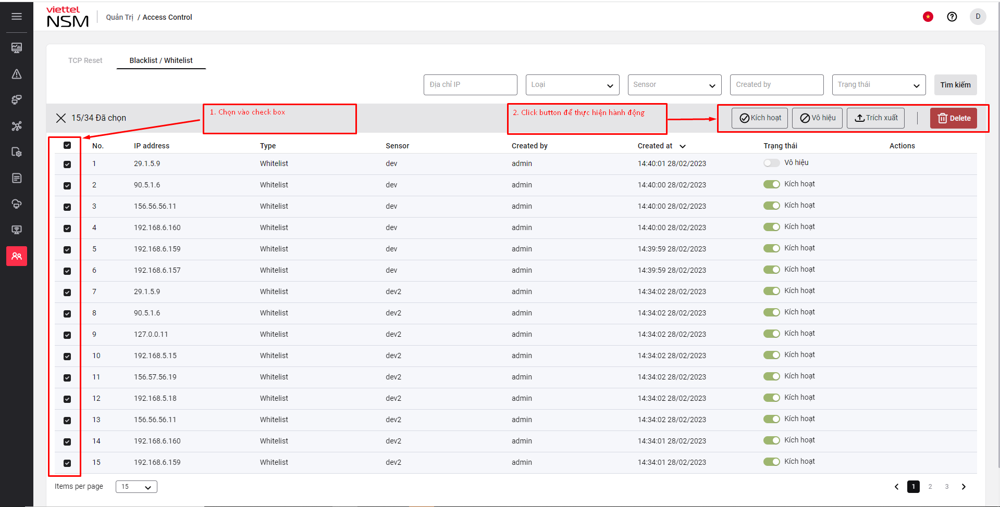 viettel
NSM
Quản Trị / Access Control
D
TCP Reset
Blacklist / Whitelist
Địa chỉ IP
Loại
Sensor
Created by
Trạng thái
Tìm kiếm
15/34 Đã chọn
1. Chọn vào check box
2. Click button để thực hiện hành động
Kích hoạt
Vô hiệu
Trích xuất
Delete
No. IP address Type Sensor Created by Created at Trạng thái Actions
1 29.1.5.9 Whitelist dev admin 14:40:01 28/02/2023 Vô hiệu
2 90.5.1.6 Whitelist dev admin 14:40:00 28/02/2023 Kích hoạt
3 156.56.56.11 Whitelist dev admin 14:40:00 28/02/2023 Kích hoạt
4 192.168.6.160 Whitelist dev admin 14:40:00 28/02/2023 Kích hoạt
5 192.168.6.159 Whitelist dev admin 14:39:59 28/02/2023 Kích hoạt
6 192.168.6.157 Whitelist dev admin 14:39:59 28/02/2023 Kích hoạt
7 29.1.5.9 Whitelist dev2 admin 14:34:02 28/02/2023 Kích hoạt
8 90.5.1.6 Whitelist dev2 admin 14:34:02 28/02/2023 Kích hoạt
9 127.0.0.11 Whitelist dev2 admin 14:34:02 28/02/2023 Kích hoạt
10 192.168.5.15 Whitelist dev2 admin 14:34:02 28/02/2023 Kích hoạt
11 156.57.56.19 Whitelist dev2 admin 14:34:02 28/02/2023 Kích hoạt
12 192.168.5.18 Whitelist dev2 admin 14:34:02 28/02/2023 Kích hoạt
13 156.56.56.11 Whitelist dev2 admin 14:34:02 28/02/2023 Kích hoạt
14 192.168.6.160 Whitelist dev2 admin 14:34:01 28/02/2023 Kích hoạt
15 192.168.6.159 Whitelist dev2 admin 14:34:01 28/02/2023 Kích hoạt
Items per page 15
1 2 3